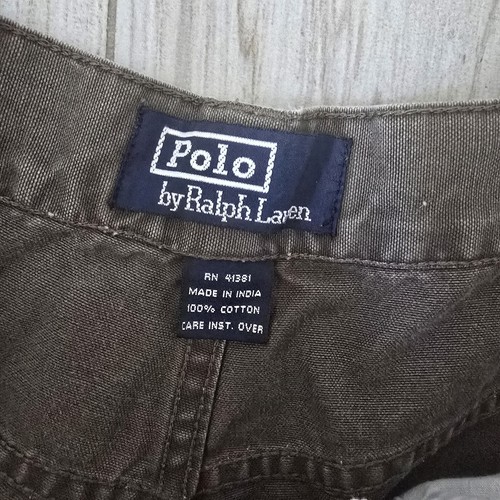 Polo
by Ralph Lauren
RN 41381
MADE IN INDIA
100% COTTON
CARE INST. OVER